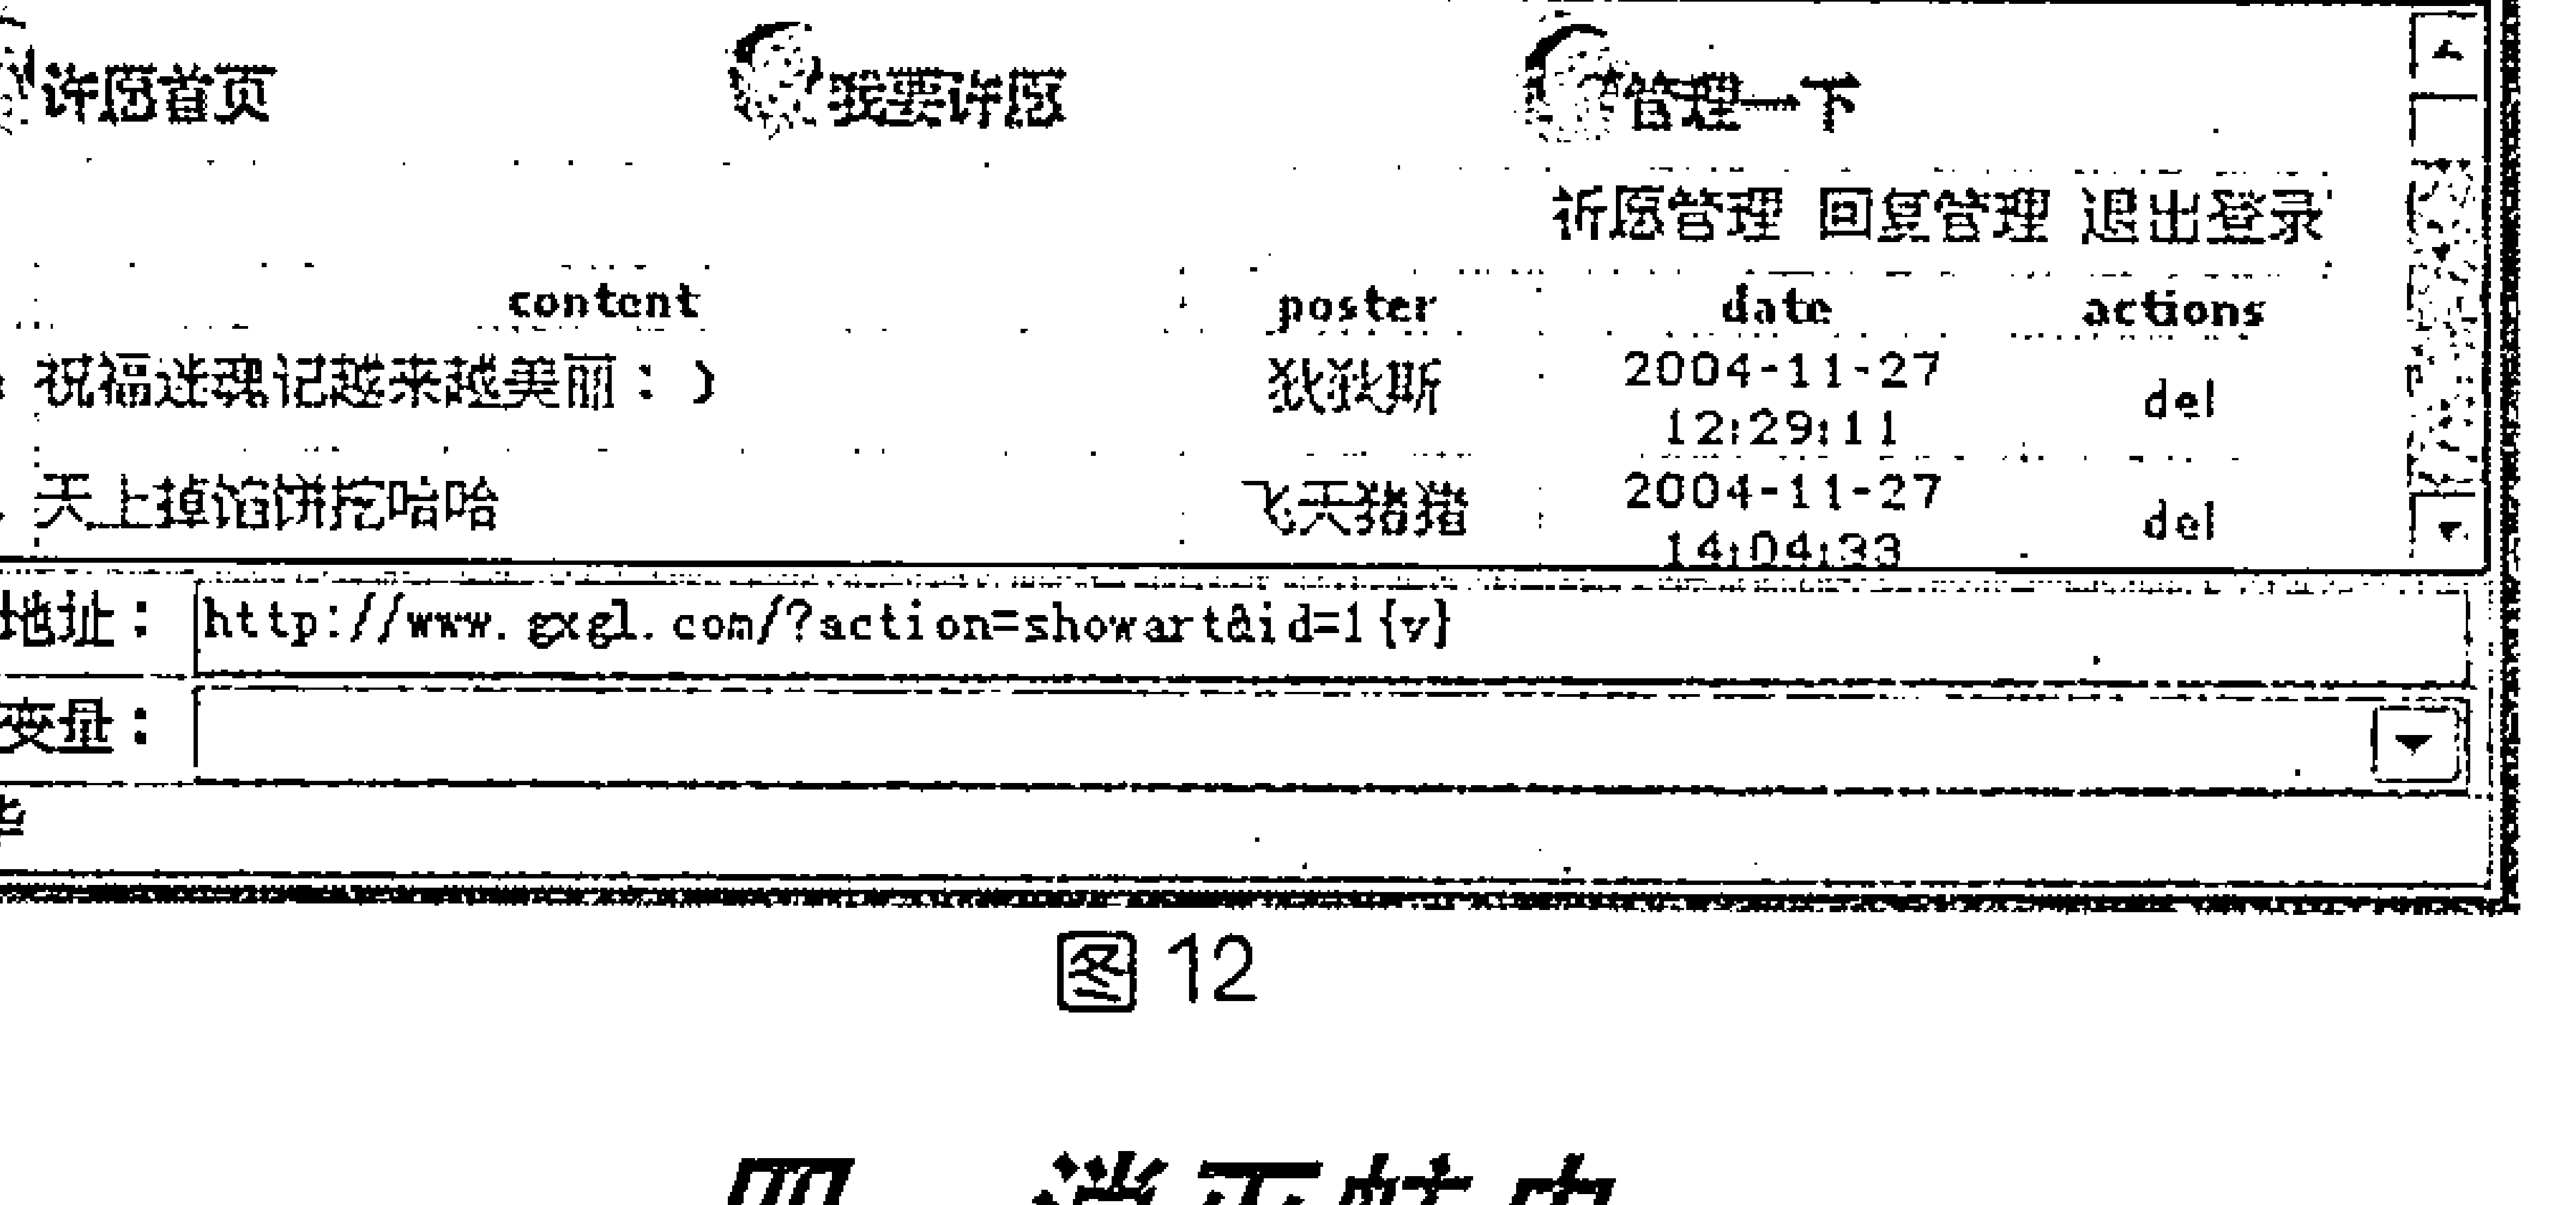 许愿首页 我要许愿 管理一下
祈愿管理 回复管理 退出登录
content poster date actions
祝福迷魂记越来越美丽：) 狄狄斯 2004-11-27 12:29:11 del
天上掉馅饼挖哈哈 飞天猪猪 2004-11-27 14:04:33 del
地址： http://www.gxgl.com/?action=showart&id=1{v}
变量：
图 12